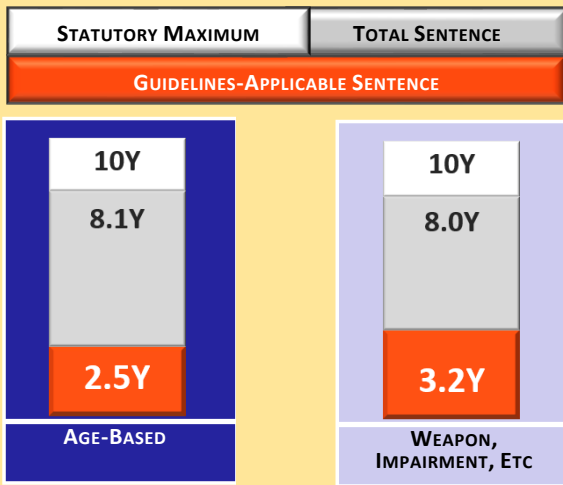 STATUTORY MAXIMUM
TOTAL SENTENCE
GUIDELINES-APPLICABLE SENTENCE
10Y
8.1Y
2.5Y
AGE-BASED
10Y
8.0Y
3.2Y
WEAPON,
IMPAIRMENT, ETC